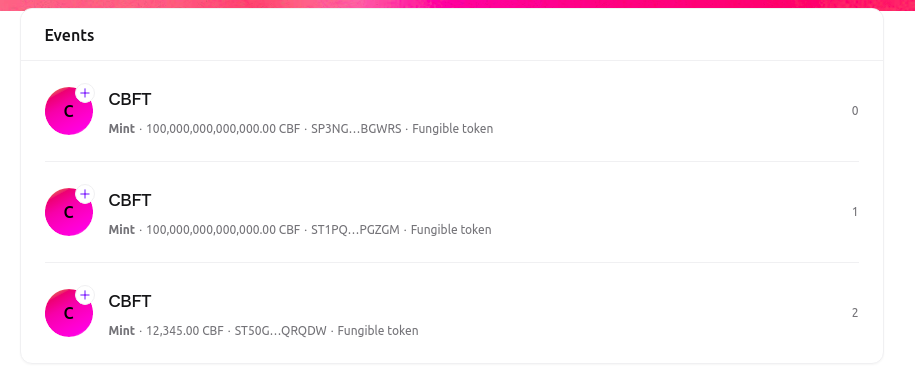 Events
C
CBFT
0
Mint · 100,000,000,000,000.00 CBF · SP3NG...BGWRS · Fungible token
C
CBFT
1
Mint · 100,000,000,000,000.00 CBF · ST1PQ...PGZGM · Fungible token
C
CBFT
2
Mint · 12,345.00 CBF · ST50G...QRQDW · Fungible token